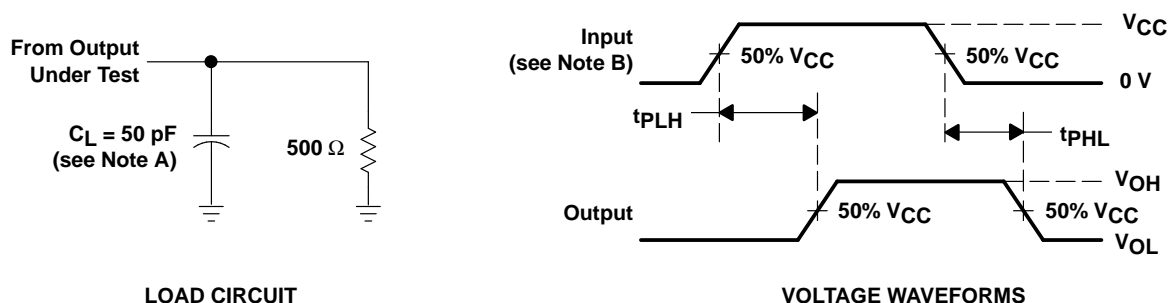 From Output
Under Test
CL = 50 pF
(see Note A)
500 Ω
LOAD CIRCUIT
Input
(see Note B)
50% VCC
50% VCC
VCC
0 V
tPLH
tPHL
Output
50% VCC
50% VCC
VOH
VOL
VOLTAGE WAVEFORMS